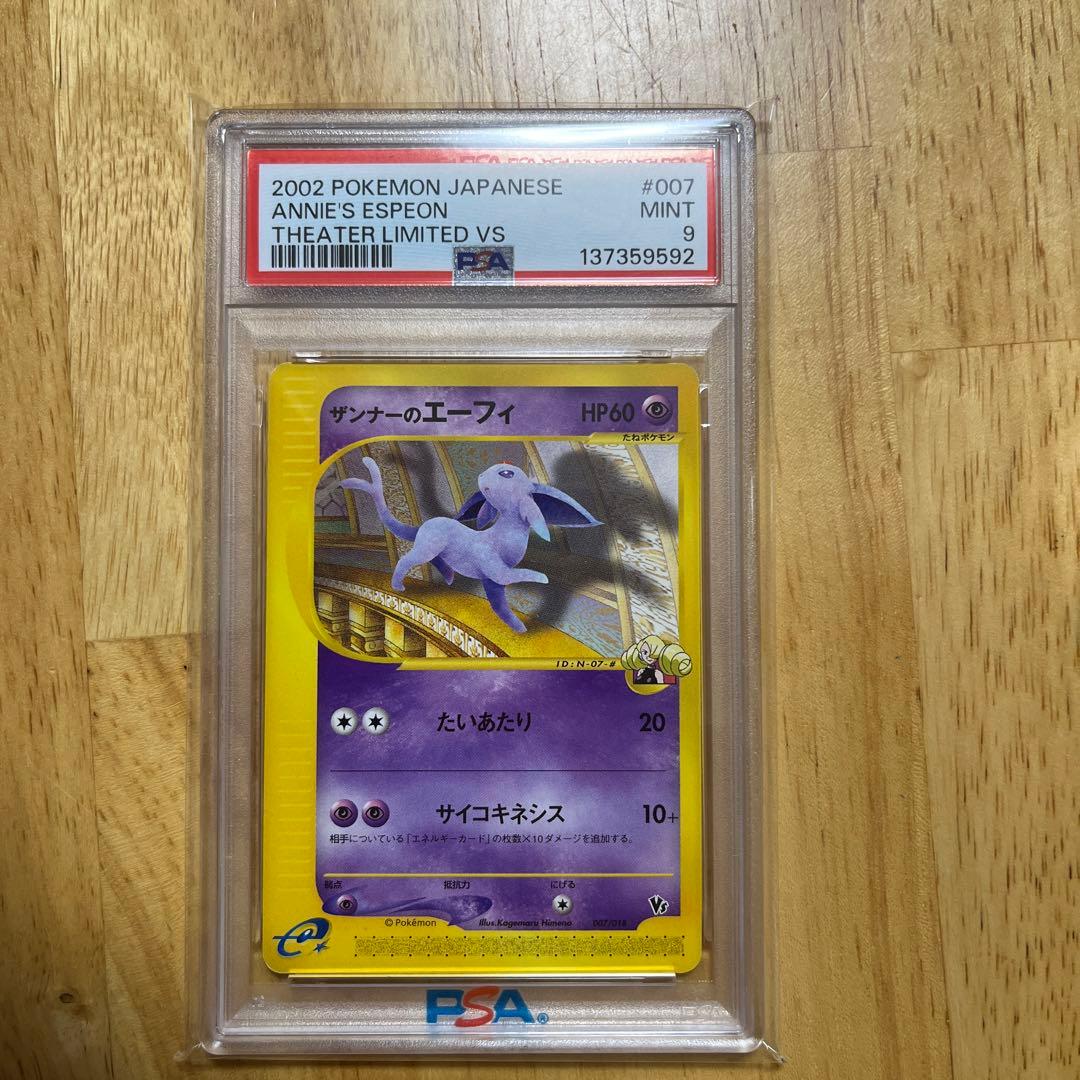 2002 POKEMON JAPANESE #007
ANNIE'S ESPEON MINT
THEATER LIMITED VS 9
PSA 137359592
ザンナーのエーフィ HP60
たねポケモン
ID:N-07-#
たいあたり 20
サイコキネシス 10+
相手についている「エネルギーカード」の枚数×10ダメージを追加する。
弱点 抵抗力 にげる
©Pokémon Illus.Kagemaru Himeno 007/018 VS
e
PSA®